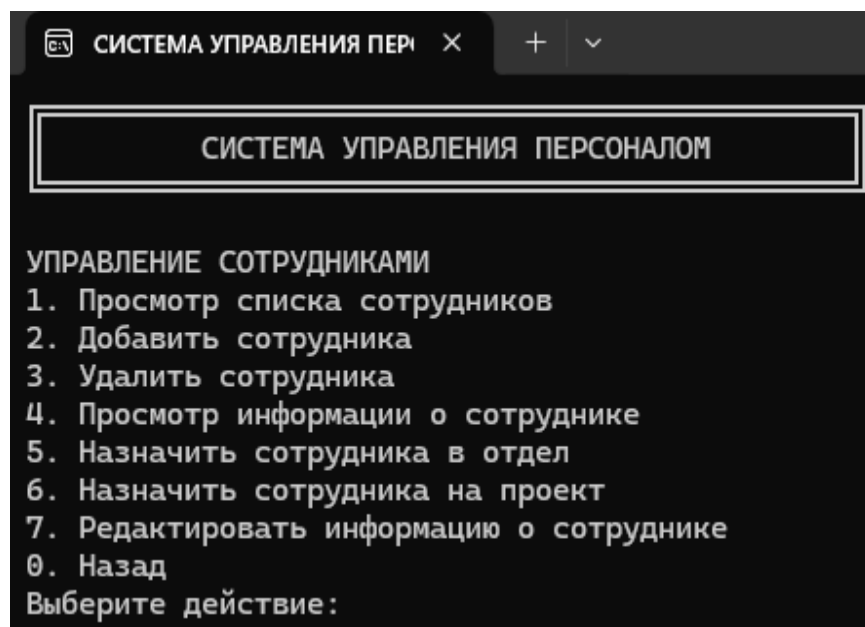 СИСТЕМА УПРАВЛЕНИЯ ПЕР
СИСТЕМА УПРАВЛЕНИЯ ПЕРСОНАЛОМ
УПРАВЛЕНИЕ СОТРУДНИКАМИ
1. Просмотр списка сотрудников
2. Добавить сотрудника
3. Удалить сотрудника
4. Просмотр информации о сотруднике
5. Назначить сотрудника в отдел
6. Назначить сотрудника на проект
7. Редактировать информацию о сотруднике
0. Назад
Выберите действие: